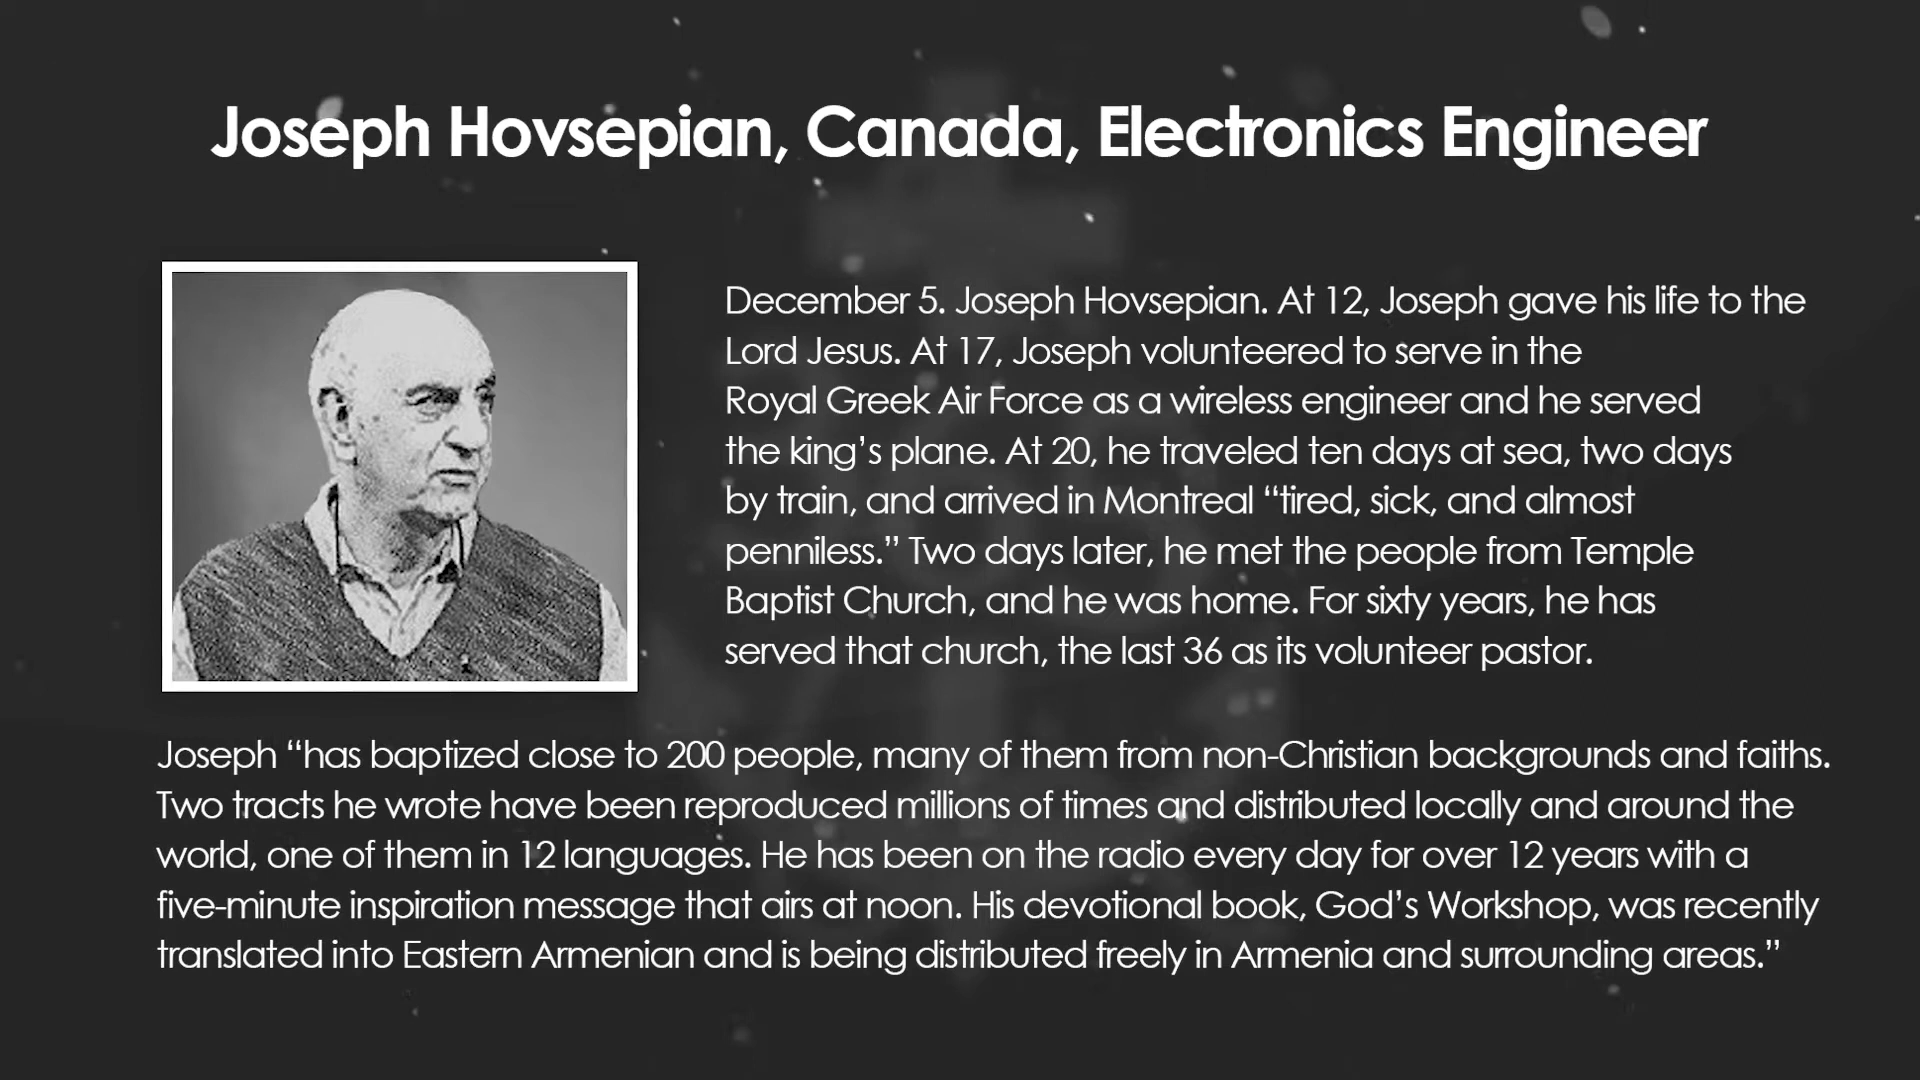 Joseph Hovsepian, Canada, Electronics Engineer
December 5. Joseph Hovsepian. At 12, Joseph gave his life to the
Lord Jesus. At 17, Joseph volunteered to serve in the
Royal Greek Air Force as a wireless engineer and he served
the king’s plane. At 20, he traveled ten days at sea, two days
by train, and arrived in Montreal “tired, sick, and almost
penniless.” Two days later, he met the people from Temple
Baptist Church, and he was home. For sixty years, he has
served that church, the last 36 as its volunteer pastor.
Joseph “has baptized close to 200 people, many of them from non-Christian backgrounds and faiths.
Two tracts he wrote have been reproduced millions of times and distributed locally and around the
world, one of them in 12 languages. He has been on the radio every day for over 12 years with a
five-minute inspiration message that airs at noon. His devotional book, God’s Workshop, was recently
translated into Eastern Armenian and is being distributed freely in Armenia and surrounding areas.”